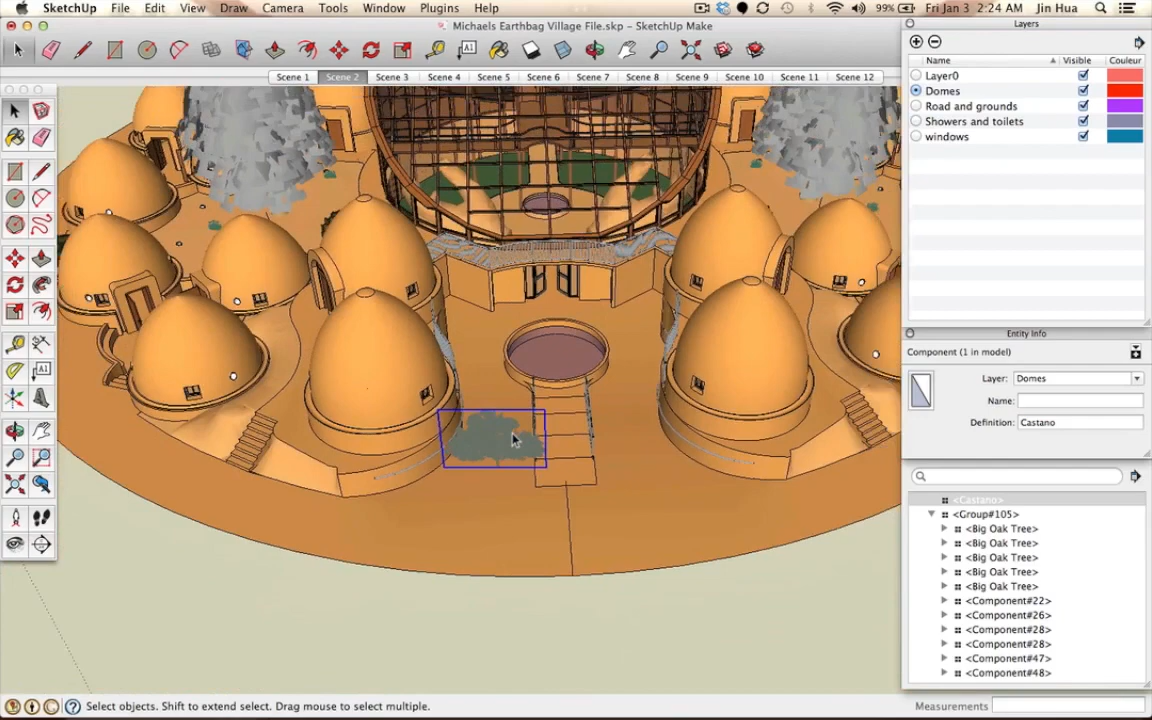 SketchUp File Edit View Draw Camera Tools Window Plugins Help 99% Fri Jan 3 2:24 AM Jin Hua
Michaels Earthbag Village File.skp - SketchUp Make
Scene 1 Scene 2 Scene 3 Scene 4 Scene 5 Scene 6 Scene 7 Scene 8 Scene 9 Scene 10 Scene 11 Scene 12
Layers
Name Visible Colour
Layer0
Domes
Road and grounds
Showers and toilets
windows
Entity Info
Component (1 in model)
Layer: Domes
Name:
Definition: Castano
<Castano>
<Group#105>
<Big Oak Tree>
<Big Oak Tree>
<Big Oak Tree>
<Big Oak Tree>
<Big Oak Tree>
<Component#22>
<Component#26>
<Component#28>
<Component#28>
<Component#47>
<Component#48>
Select objects. Shift to extend select. Drag mouse to select multiple.
Measurements